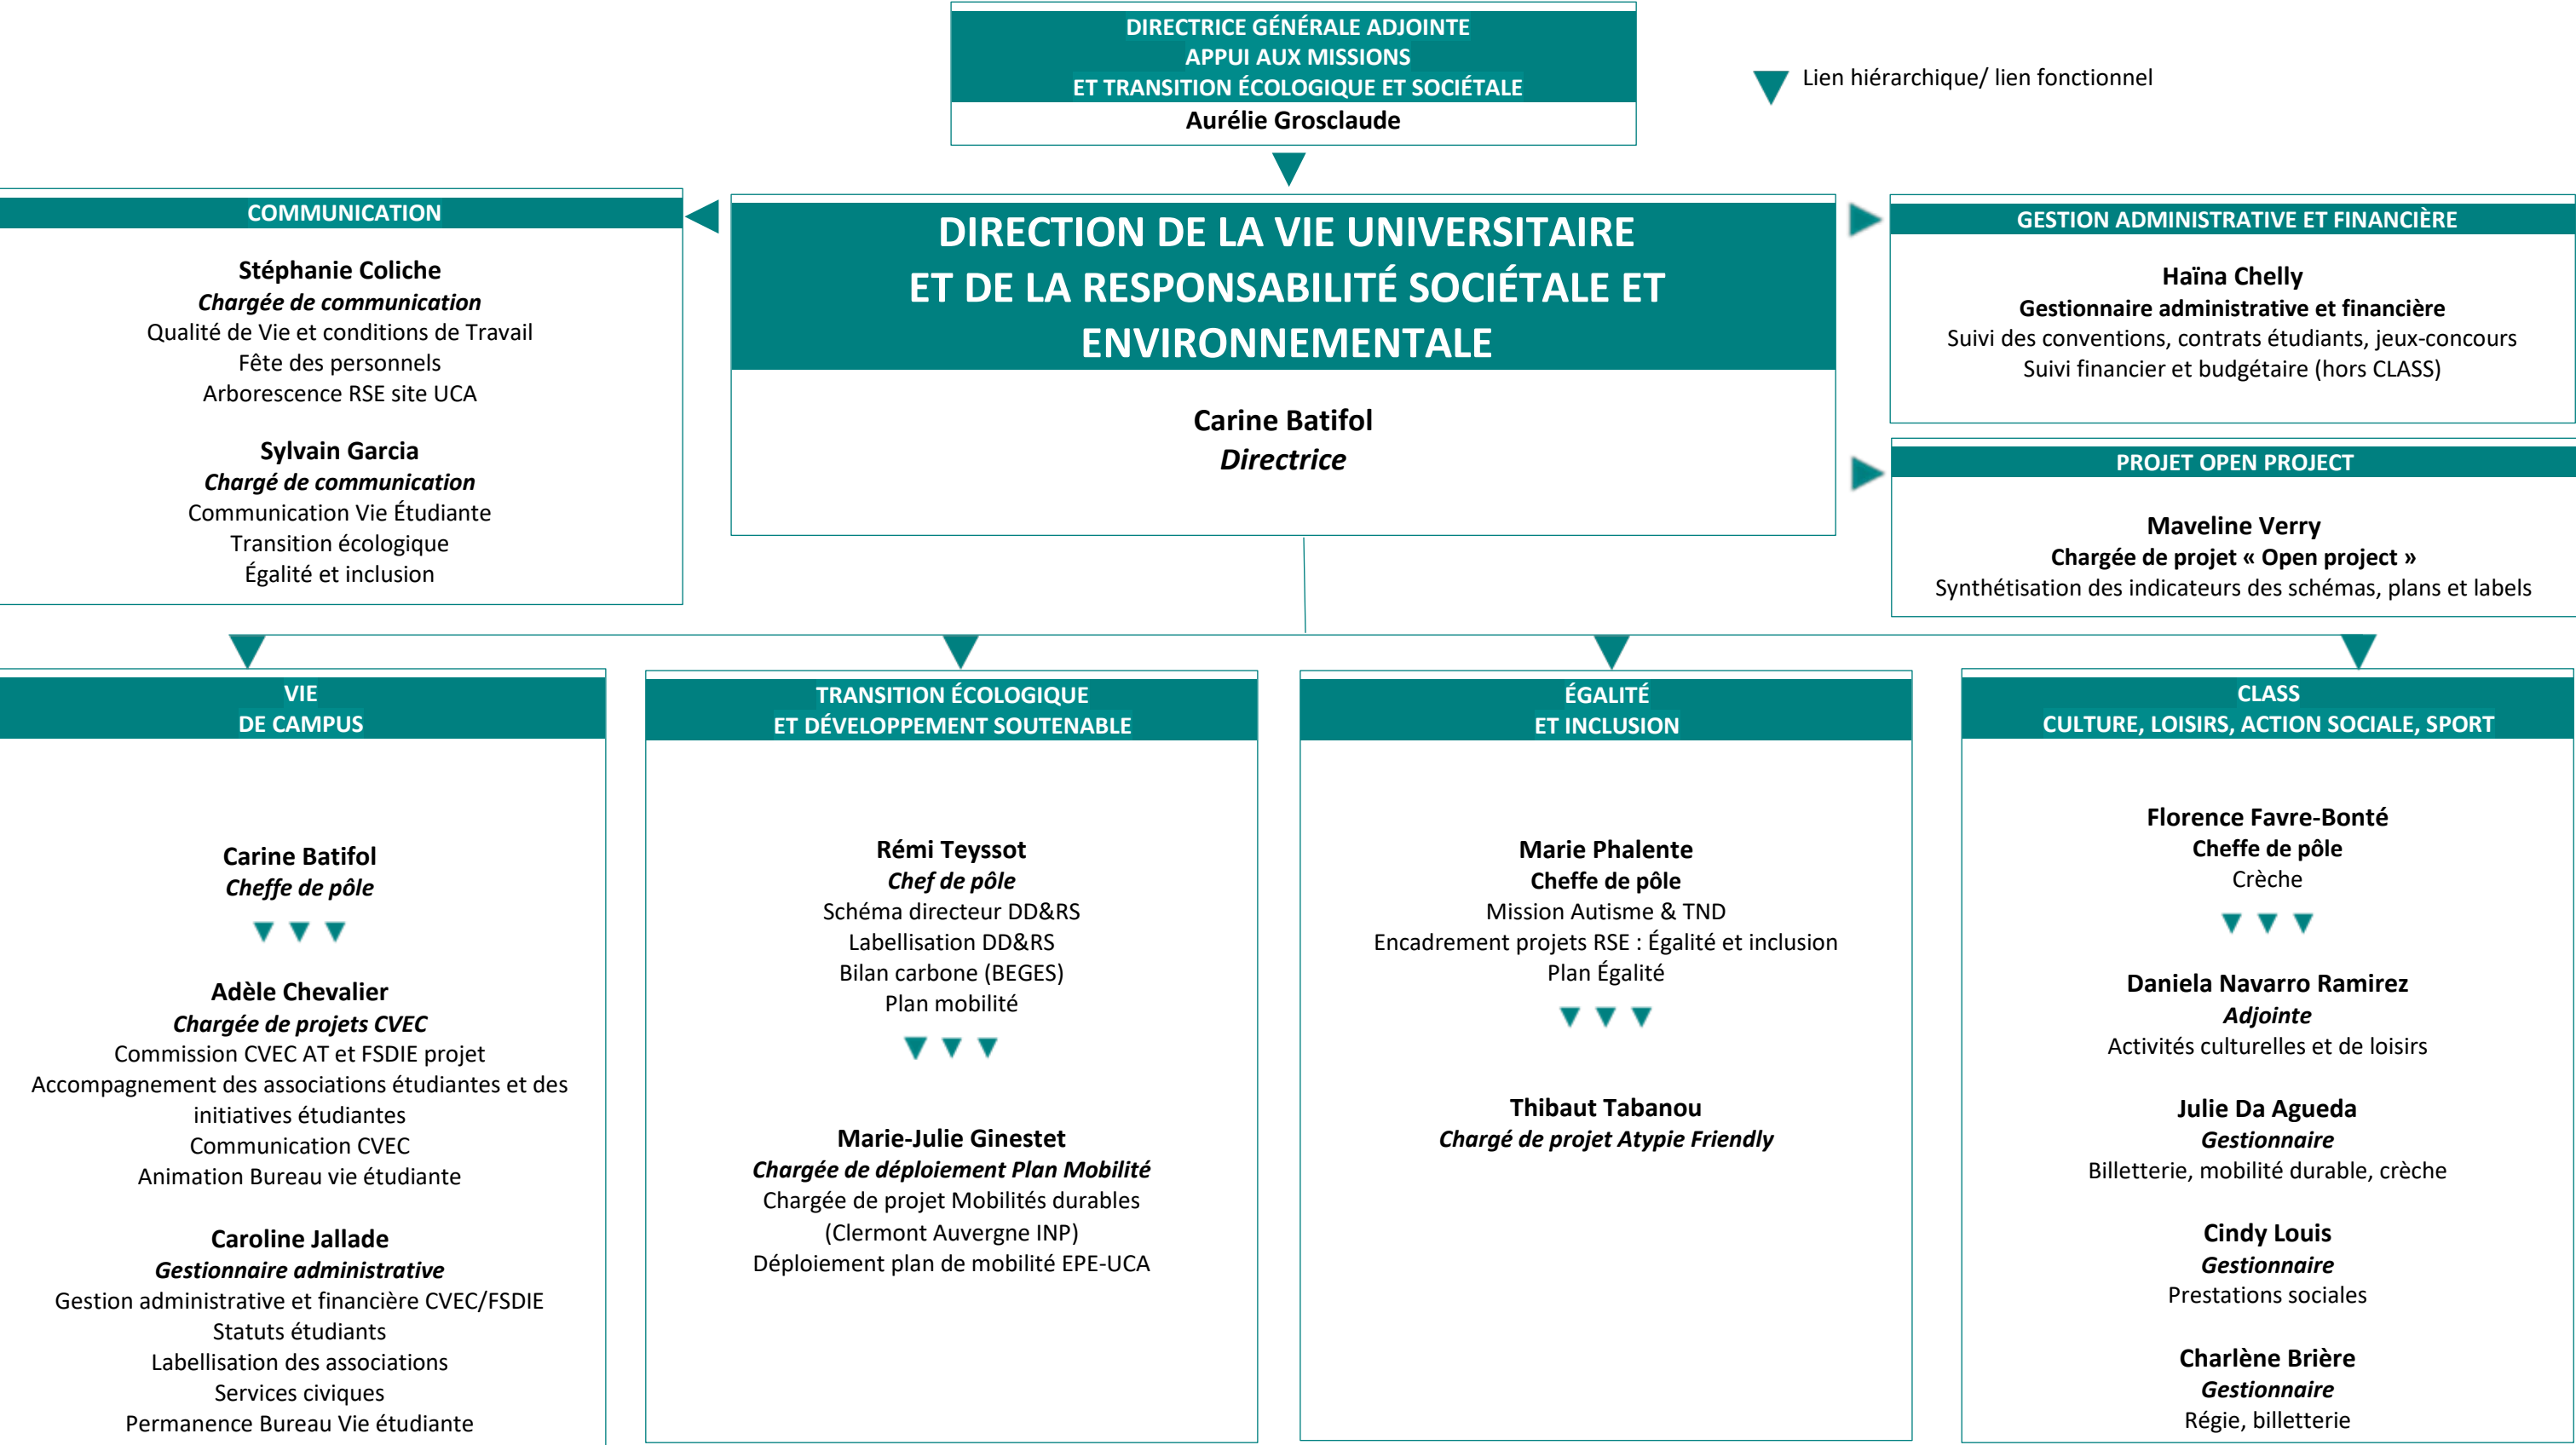 DIRECTRICE GÉNÉRALE ADJOINTE
APPUI AUX MISSIONS
ET TRANSITION ÉCOLOGIQUE ET SOCIÉTALE
Aurélie Grosclaude
Lien hiérarchique/ lien fonctionnel
COMMUNICATION
Stéphanie Coliche
Chargée de communication
Qualité de Vie et conditions de Travail
Fête des personnels
Arborescence RSE site UCA
Sylvain Garcia
Chargé de communication
Communication Vie Étudiante
Transition écologique
Égalité et inclusion
DIRECTION DE LA VIE UNIVERSITAIRE
ET DE LA RESPONSABILITÉ SOCIÉTALE ET
ENVIRONNEMENTALE
Carine Batifol
Directrice
GESTION ADMINISTRATIVE ET FINANCIÈRE
Haïna Chelly
Gestionnaire administrative et financière
Suivi des conventions, contrats étudiants, jeux-concours
Suivi financier et budgétaire (hors CLASS)
PROJET OPEN PROJECT
Maveline Verry
Chargée de projet « Open project »
Synthétisation des indicateurs des schémas, plans et labels
VIE
DE CAMPUS
Carine Batifol
Cheffe de pôle
Adèle Chevalier
Chargée de projets CVEC
Commission CVEC AT et FSDIE projet
Accompagnement des associations étudiantes et des
initiatives étudiantes
Communication CVEC
Animation Bureau vie étudiante
Caroline Jallade
Gestionnaire administrative
Gestion administrative et financière CVEC/FSDIE
Statuts étudiants
Labellisation des associations
Services civiques
Permanence Bureau Vie étudiante
TRANSITION ÉCOLOGIQUE
ET DÉVELOPPEMENT SOUTENABLE
Rémi Teyssot
Chef de pôle
Schéma directeur DD&RS
Labellisation DD&RS
Bilan carbone (BEGES)
Plan mobilité
Marie-Julie Ginestet
Chargée de déploiement Plan Mobilité
Chargée de projet Mobilités durables
(Clermont Auvergne INP)
Déploiement plan de mobilité EPE-UCA
ÉGALITÉ
ET INCLUSION
Marie Phalente
Cheffe de pôle
Mission Autisme & TND
Encadrement projets RSE : Égalité et inclusion
Plan Égalité
Thibaut Tabanou
Chargé de projet Atypie Friendly
CLASS
CULTURE, LOISIRS, ACTION SOCIALE, SPORT
Florence Favre-Bonté
Cheffe de pôle
Crèche
Daniela Navarro Ramirez
Adjointe
Activités culturelles et de loisirs
Julie Da Agueda
Gestionnaire
Billetterie, mobilité durable, crèche
Cindy Louis
Gestionnaire
Prestations sociales
Charlène Brière
Gestionnaire
Régie, billetterie